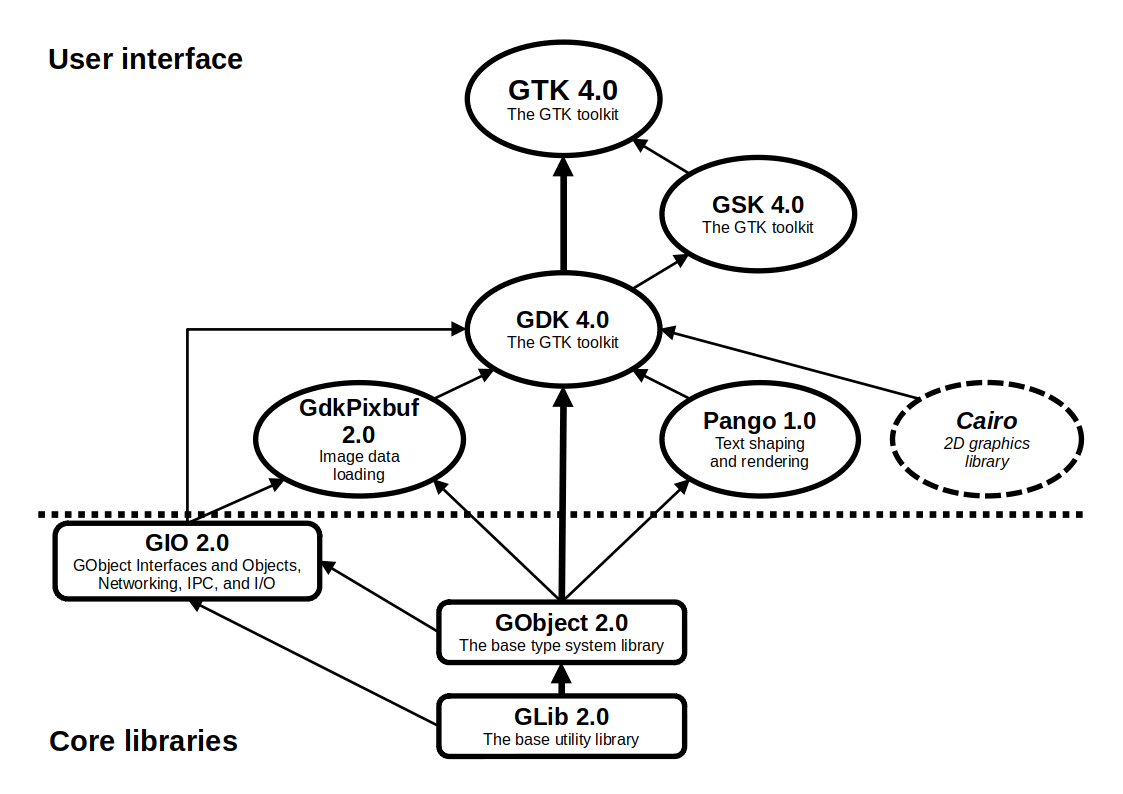 User interface
GTK 4.0
The GTK toolkit
GSK 4.0
The GTK toolkit
GDK 4.0
The GTK toolkit
GdkPixbuf
2.0
Image data
loading
Pango 1.0
Text shaping
and rendering
Cairo
2D graphics
library
GIO 2.0
GObject Interfaces and Objects,
Networking, IPC, and I/O
GObject 2.0
The base type system library
GLib 2.0
The base utility library
Core libraries